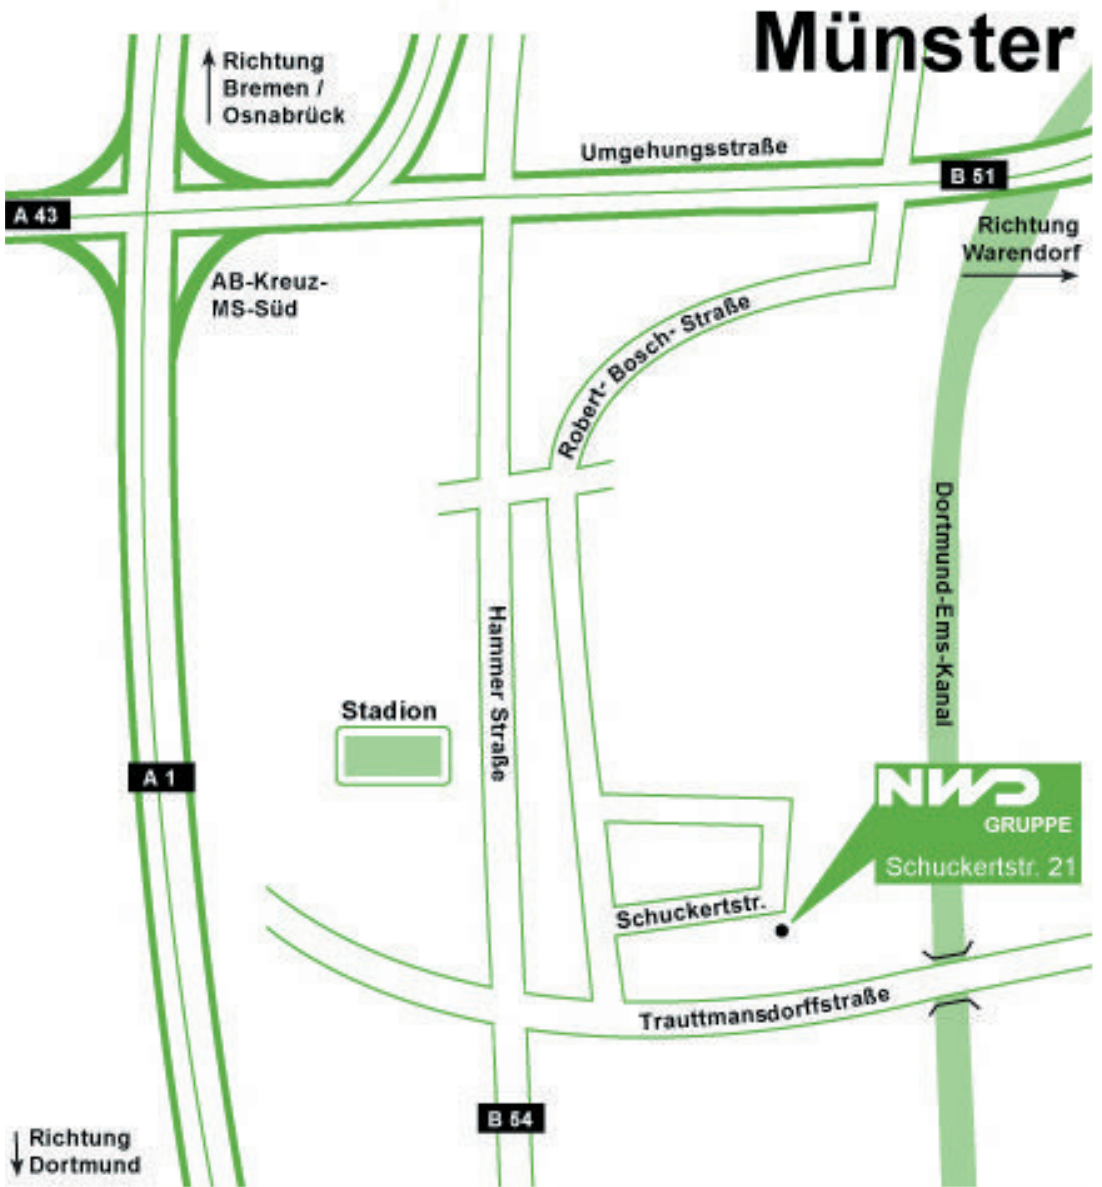 Münster
Richtung
Bremen /
Osnabrück
Umgehungsstraße
B 51
A 43
Richtung
Warendorf
AB-Kreuz-
MS-Süd
Robert- Bosch- Straße
Dortmund-Ems-Kanal
Hammer Straße
Stadion
A 1
NWD
GRUPPE
Schuckertstr. 21
Schuckertstr.
Trauttmansdorffstraße
B 54
Richtung
Dortmund